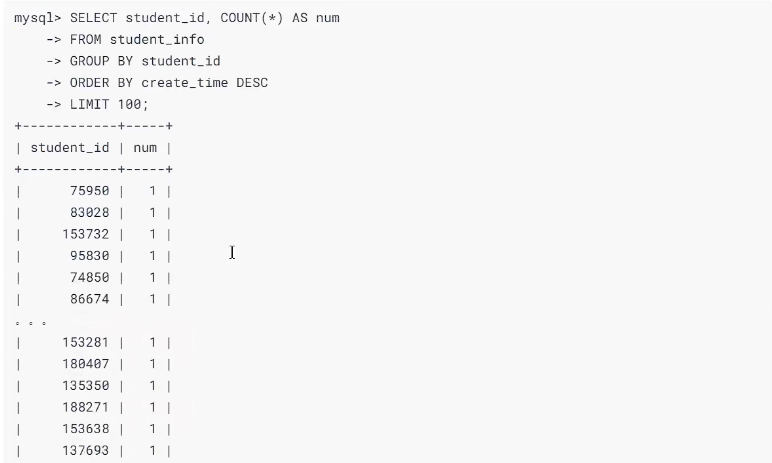 mysql> SELECT student_id, COUNT(*) AS num
    -> FROM student_info
    -> GROUP BY student_id
    -> ORDER BY create_time DESC
    -> LIMIT 100;
+------------+-----+
| student_id | num |
+------------+-----+
|      75950 |   1 |
|      83028 |   1 |
|     153732 |   1 |
|      95830 |   1 |
|      74850 |   1 |
|      86674 |   1 |
。。。
|     153281 |   1 |
|     180407 |   1 |
|     135350 |   1 |
|     188271 |   1 |
|     153638 |   1 |
|     137693 |   1 |